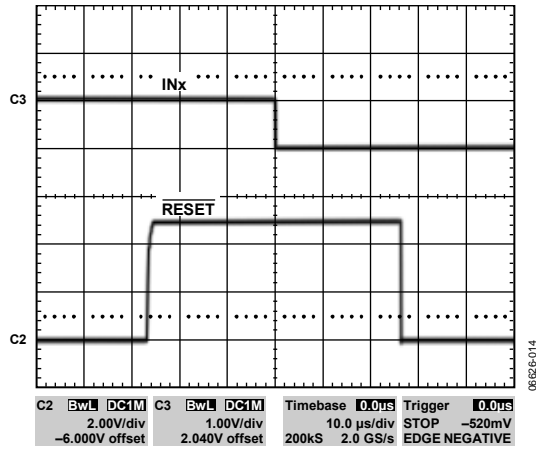 INx
C3
RESET
C2
06626-014
C2 BwL DC1M C3 BwL DC1M Timebase 0.0µs Trigger 0.0µs
2.00V/div 1.00V/div 10.0 µs/div STOP –520mV
–6.000V offset 2.040V offset 200kS 2.0 GS/s EDGE NEGATIVE